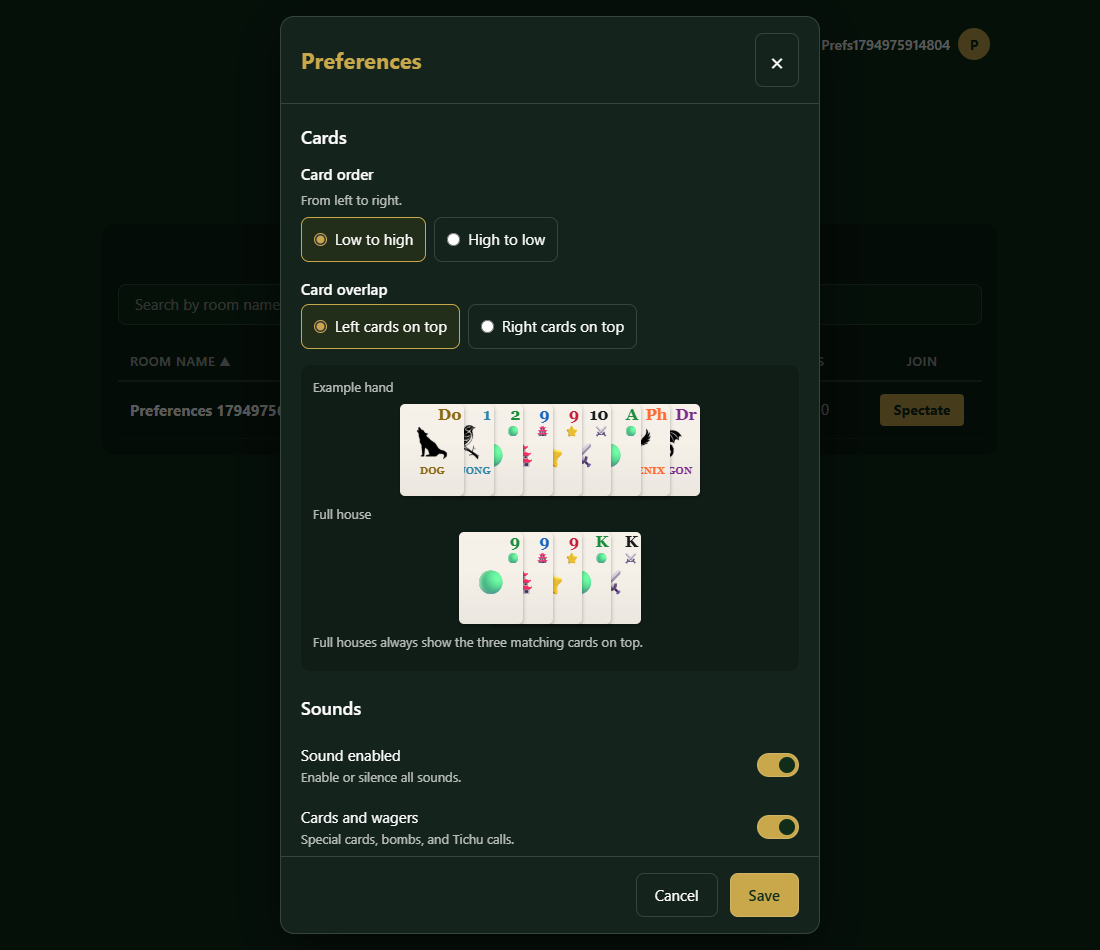 Preferences
×
Prefs1794975914804
P
Cards
Card order
From left to right.
Low to high
High to low
Card overlap
Left cards on top
Right cards on top
Search by room name
ROOM NAME ▲
S
JOIN
Preferences 1794975
0
Spectate
Example hand
Do 1 2 9 9 10 A Ph Dr
DOG JONG ENIX GON
Full house
9 9 9 K K
Full houses always show the three matching cards on top.
Sounds
Sound enabled
Enable or silence all sounds.
Cards and wagers
Special cards, bombs, and Tichu calls.
Cancel
Save